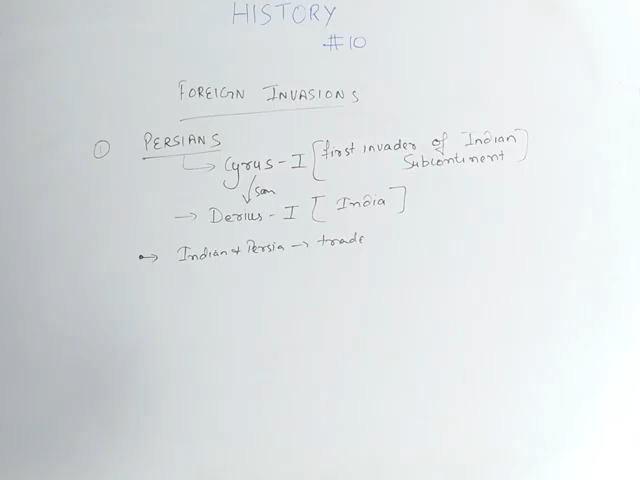 HISTORY
#10
FOREIGN INVASIONS
① PERSIANS
↳ Cyrus - I [first invader of Indian Subcontinent]
↓ son
→ Derius - I [India]
→ Indian & Persia → trade